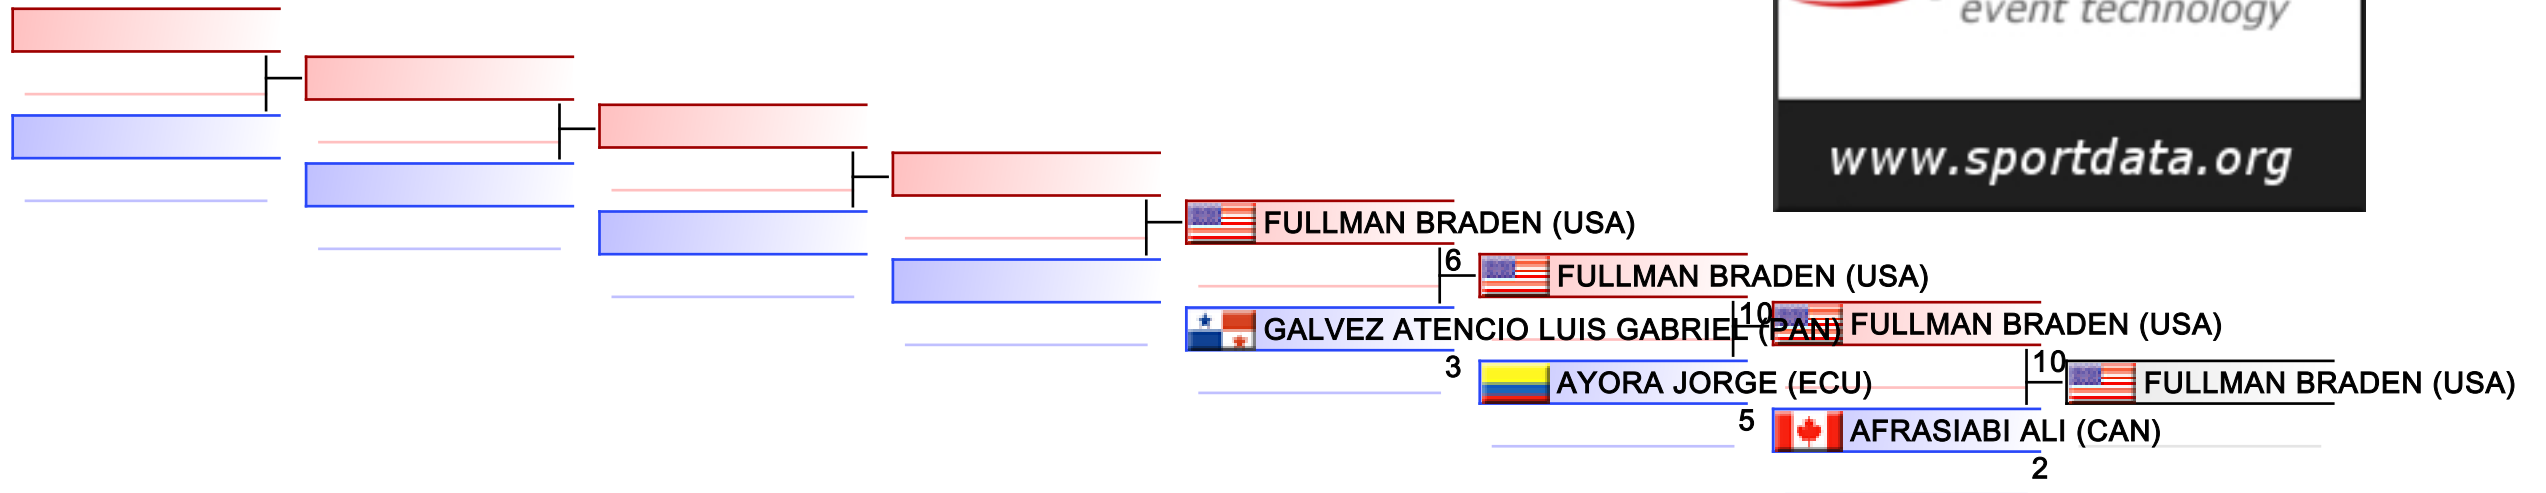 event technology
www.sportdata.org
FULLMAN BRADEN (USA)
6
FULLMAN BRADEN (USA)
GALVEZ ATENCIO LUIS GABRIEL (PAN)
3
10
FULLMAN BRADEN (USA)
AYORA JORGE (ECU)
5
10
FULLMAN BRADEN (USA)
AFRASIABI ALI (CAN)
2